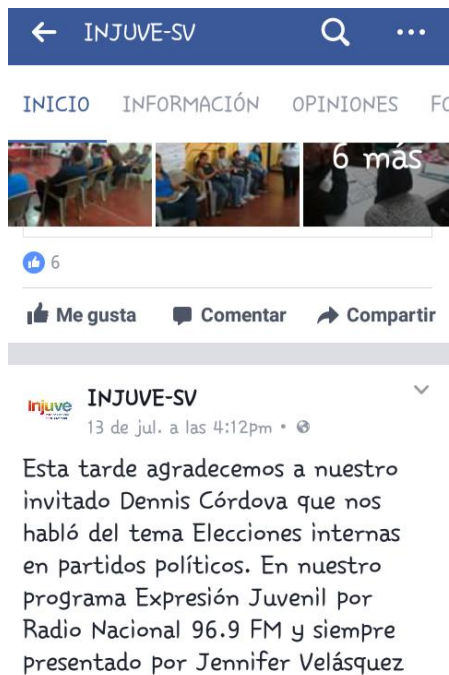 INJUVE-SV
INICIO INFORMACIÓN OPINIONES FO
6 más
6
Me gusta Comentar Compartir
Injuve
INJUVE-SV
13 de jul. a las 4:12pm •
Esta tarde agradecemos a nuestro
invitado Dennis Córdova que nos
habló del tema Elecciones internas
en partidos políticos. En nuestro
programa Expresión Juvenil por
Radio Nacional 96.9 FM y siempre
presentado por Jennifer Velásquez